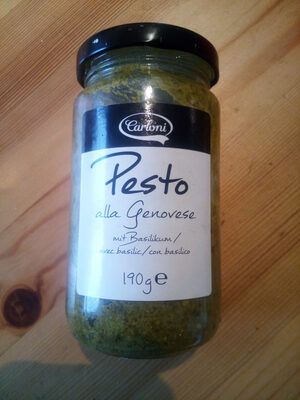 Carloni
Pesto
alla Genovese
mit Basilikum/
avec basilic/con basilico
190g℮